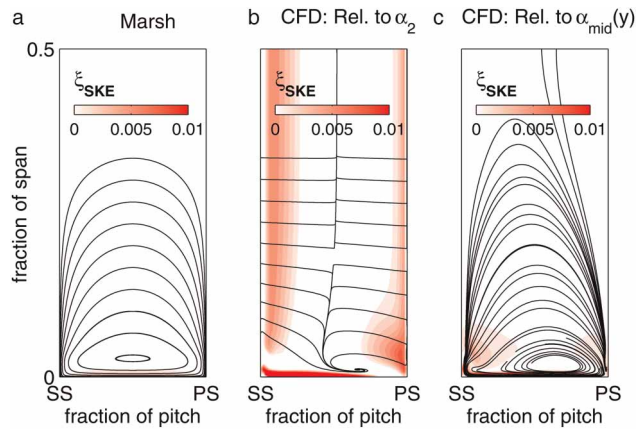 a Marsh
b CFD: Rel. to α2
c CFD: Rel. to αmid(y)
0.5
ξSKE
0 0.005 0.01
ξSKE
0 0.005 0.01
ξSKE
0 0.005 0.01
fraction of span
0
SS PS
SS PS
SS PS
fraction of pitch
fraction of pitch
fraction of pitch